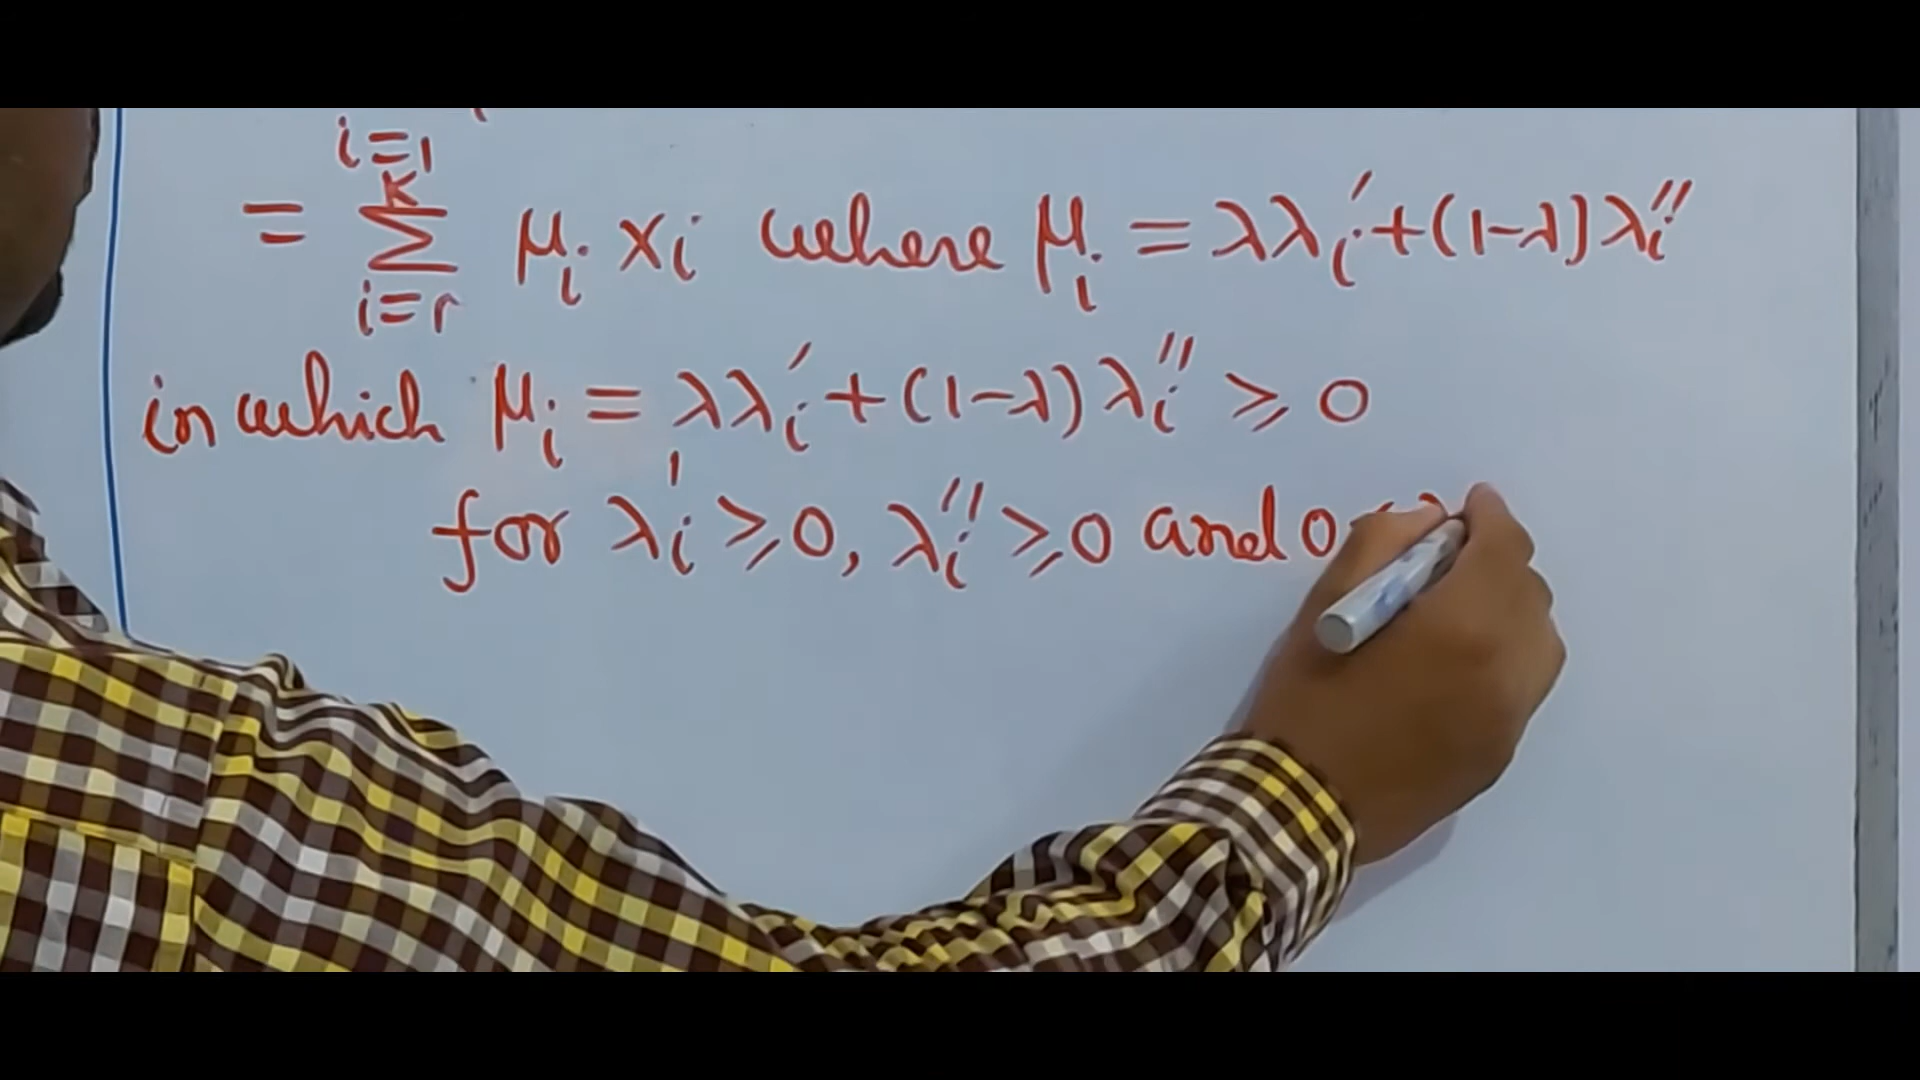 i=1
K
= Σ μi xi where μi = λλi' + (1-λ) λi''
i=r
in which μi = λλi' + (1-λ) λi'' ⩾ 0
for λi' ⩾ 0, λi'' ⩾ 0 and 0